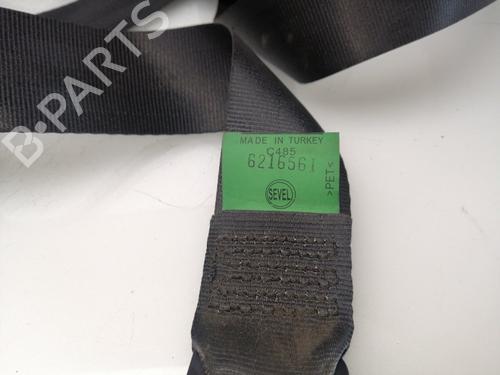 B-PARTS
MADE IN TURKEY
C485
6216561
SEVEL
>PET<